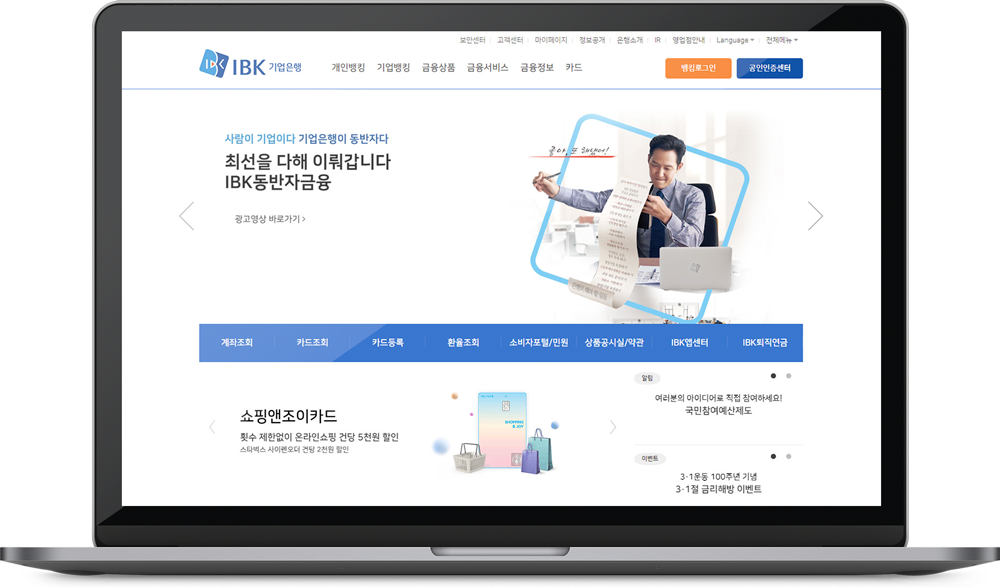 보안센터 고객센터 마이페이지 정보공개 은행소개 IR 영업점안내 Language 전체메뉴
IBK 기업은행
개인뱅킹 기업뱅킹 금융상품 금융서비스 금융정보 카드
뱅킹로그인 공인인증센터
사람이 기업이다 기업은행이 동반자다
최선을 다해 이뤄갑니다
IBK동반자금융
광고영상 바로가기 >
계좌조회 카드조회 카드등록 환율조회 소비자포털/민원 상품공시실/약관 IBK앱센터 IBK퇴직연금
쇼핑앤조이카드
횟수 제한없이 온라인쇼핑 건당 5천원 할인
스타벅스 사이렌오더 건당 2천원 할인
SHOPPING
& JOY
알림
여러분의 아이디어로 직접 참여하세요!
국민참여예산제도
이벤트
3·1운동 100주년 기념
3·1절 금리해방 이벤트